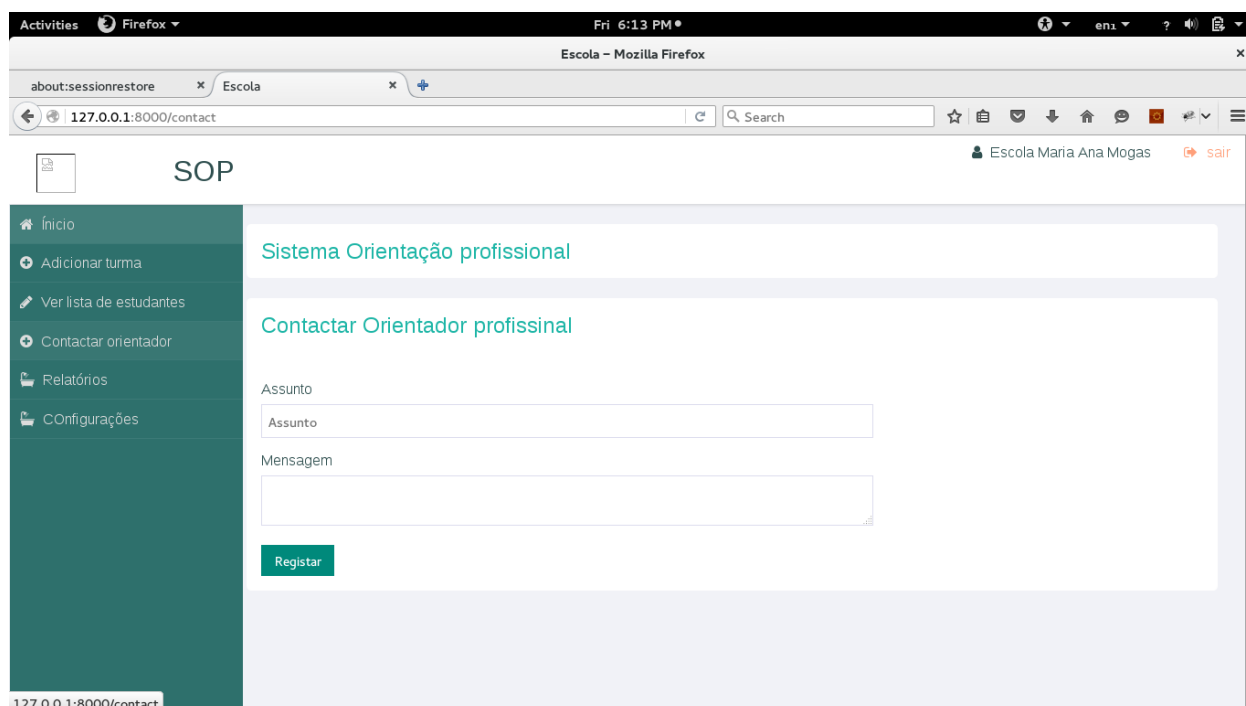 Activities Firefox Fri 6:13 PM en₁ ?
Escola – Mozilla Firefox
about:sessionrestore Escola
127.0.0.1:8000/contact Search
SOP Escola Maria Ana Mogas sair
Ínicio
Adicionar turma
Ver lista de estudantes
Contactar orientador
Relatórios
COnfigurações
Sistema Orientação profissional
Contactar Orientador profissinal
Assunto
Assunto
Mensagem
Registar
127.0.0.1:8000/contact